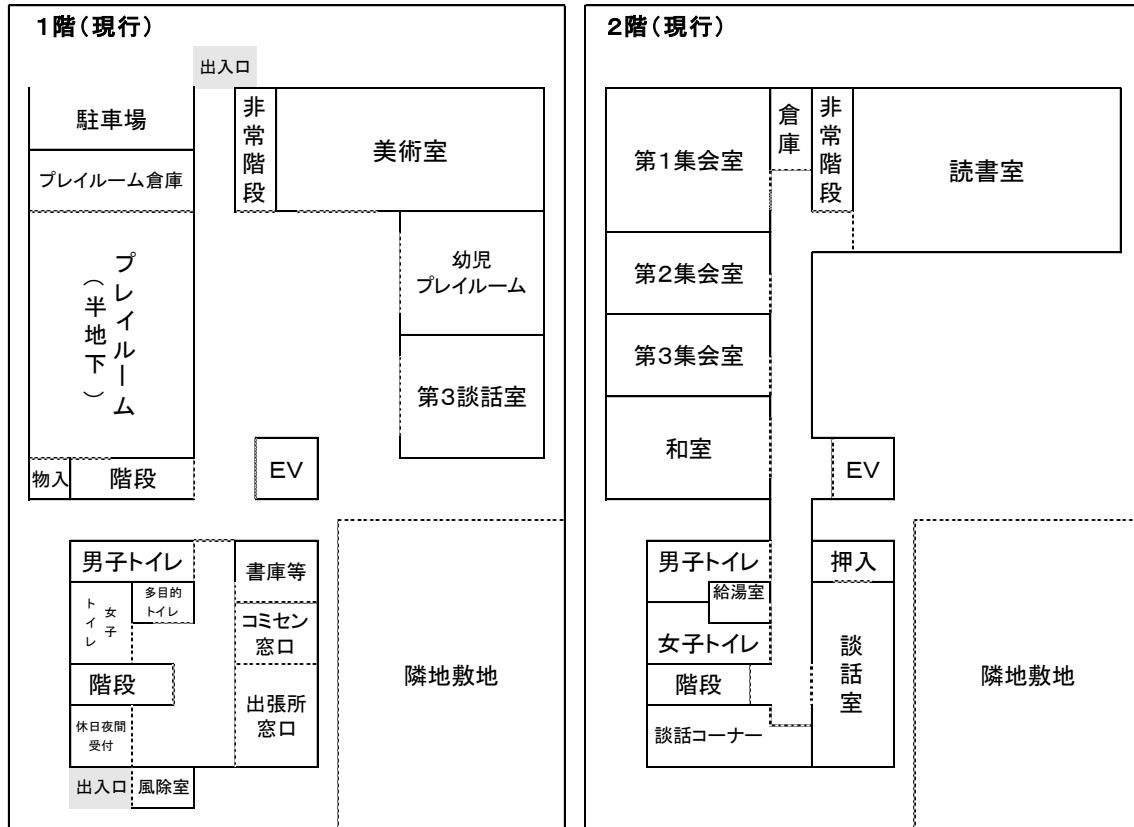 1階(現行)
出入口
駐車場
非常階段
美術室
プレイルーム倉庫
プレイルーム
(半地下)
幼児
プレイルーム
第3談話室
EV
物入
階段
男子トイレ
書庫等
女子
トイレ
多目的
トイレ
コミセン
窓口
階段
出張所
窓口
休日夜間
受付
出入口
風除室
隣地敷地
2階(現行)
第1集会室
倉庫
非常階段
読書室
第2集会室
第3集会室
和室
EV
男子トイレ
押入
給湯室
女子トイレ
談話室
階段
談話コーナー
隣地敷地